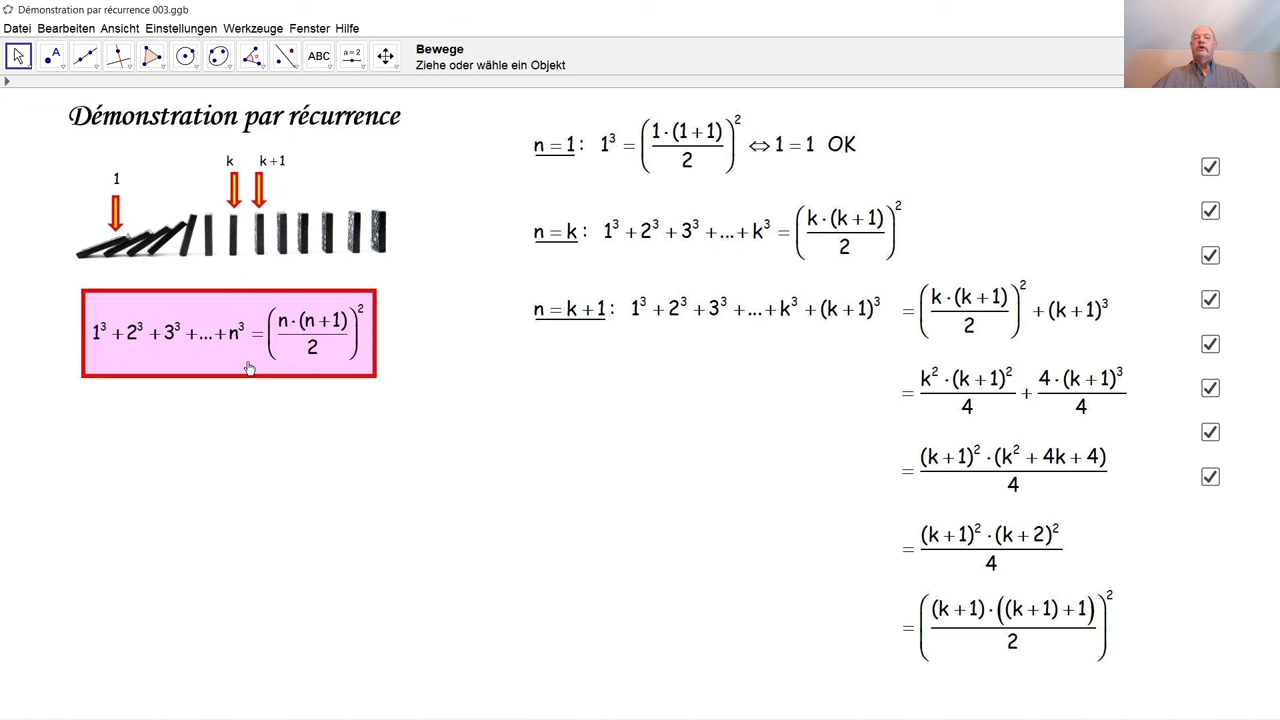 Démonstration par récurrence 003.ggb
Datei Bearbeiten Ansicht Einstellungen Werkzeuge Fenster Hilfe
A ABC a=2 Bewege
Ziehe oder wähle ein Objekt
Démonstration par récurrence
1 k k+1
1³ + 2³ + 3³ + ... + n³ = (n·(n+1)/2)²
n = 1: 1³ = (1·(1+1)/2)² ⇔ 1 = 1 OK
n = k: 1³ + 2³ + 3³ + ... + k³ = (k·(k+1)/2)²
n = k+1: 1³ + 2³ + 3³ + ... + k³ + (k+1)³ = (k·(k+1)/2)² + (k+1)³
= k²·(k+1)²/4 + 4·(k+1)³/4
= (k+1)²·(k² + 4k + 4)/4
= (k+1)²·(k+2)²/4
= ((k+1)·((k+1)+1)/2)²